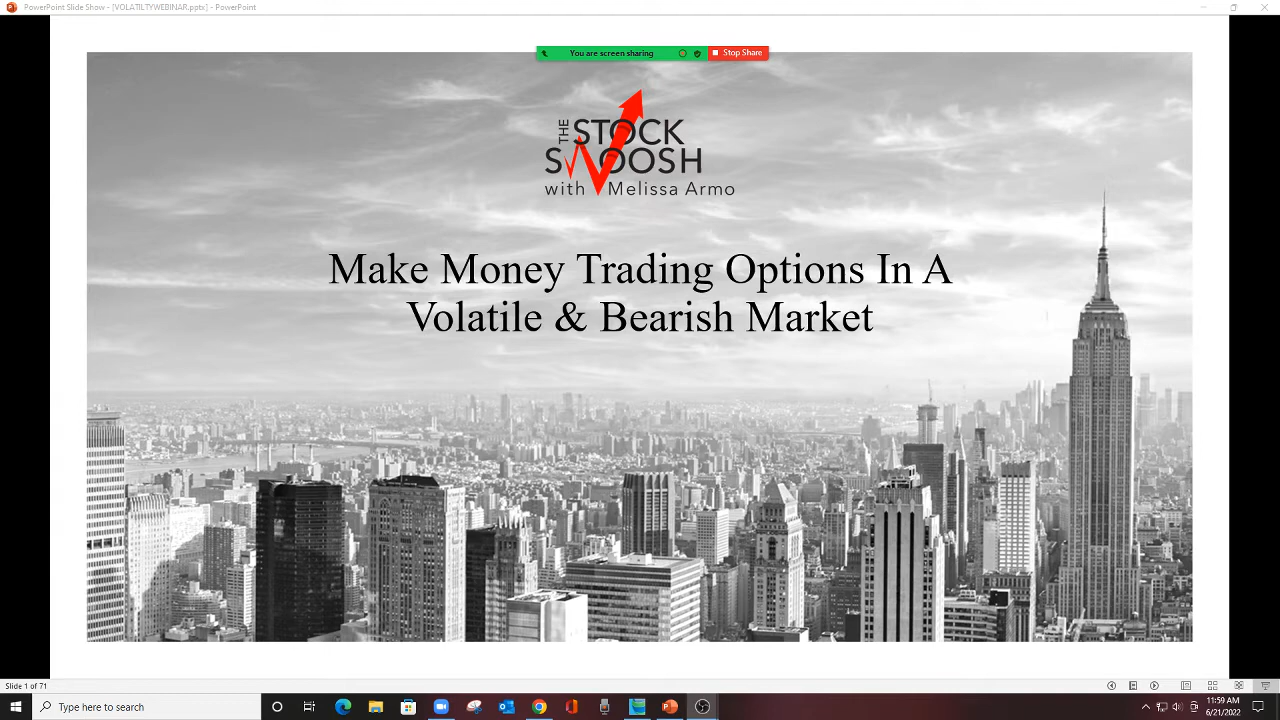 PowerPoint Slide Show - [VOLATILTYWEBINAR.pptx] - PowerPoint
You are screen sharing
Stop Share
THE STOCK
SWOOSH
with Melissa Armo
Make Money Trading Options In A
Volatile & Bearish Market
Slide 1 of 71
Type here to search
11:59 AM
6/21/2022